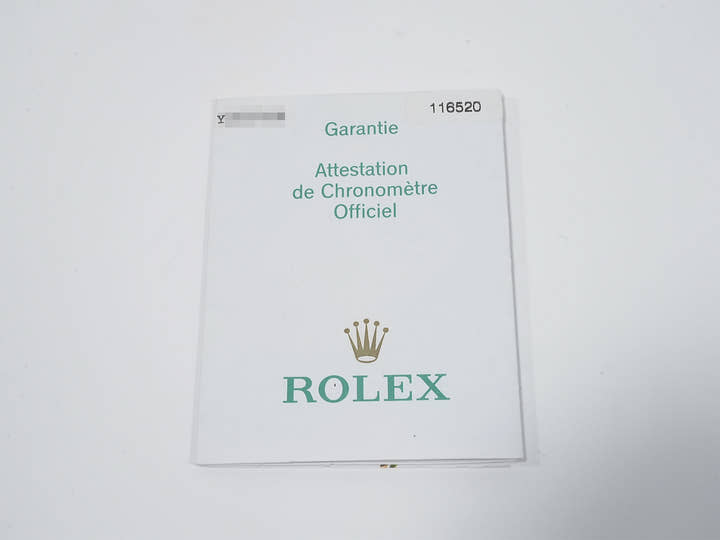 Y
116520
Garantie
Attestation
de Chronomètre
Officiel
ROLEX